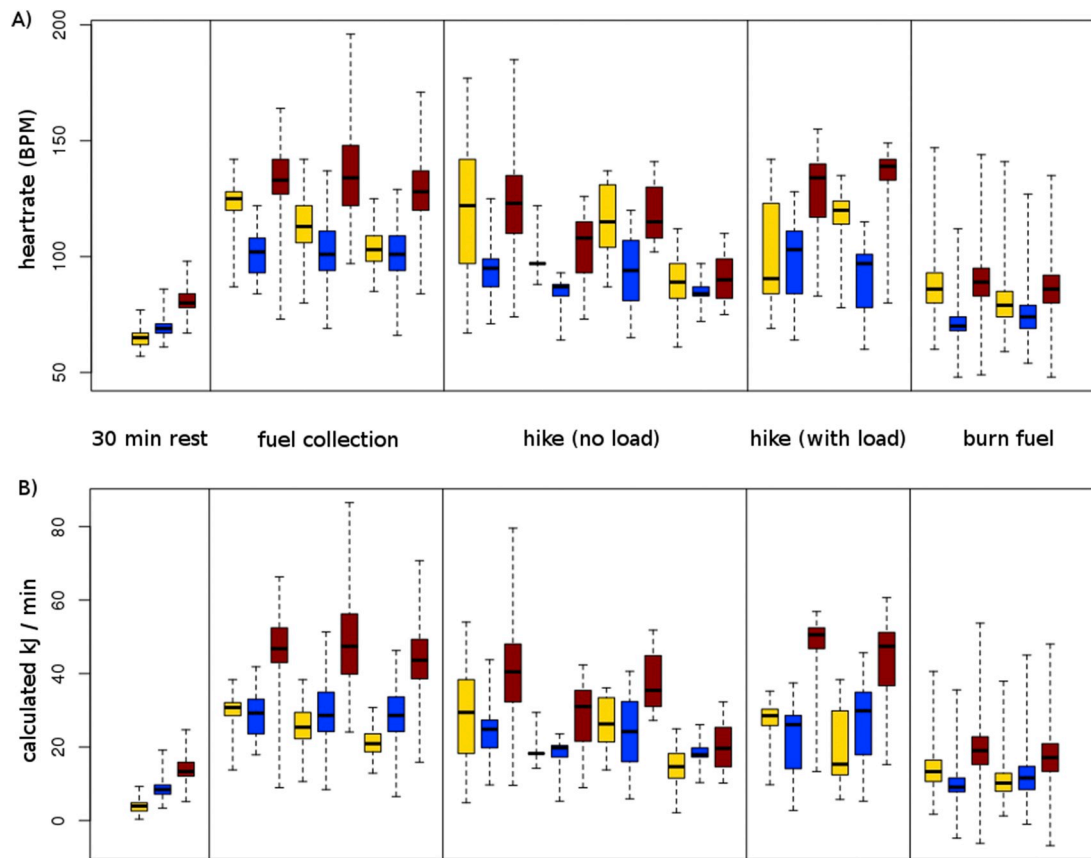 A)
200
150
100
50
heartrate (BPM)
30 min rest fuel collection hike (no load) hike (with load) burn fuel
B)
80
60
40
20
0
calculated kJ / min